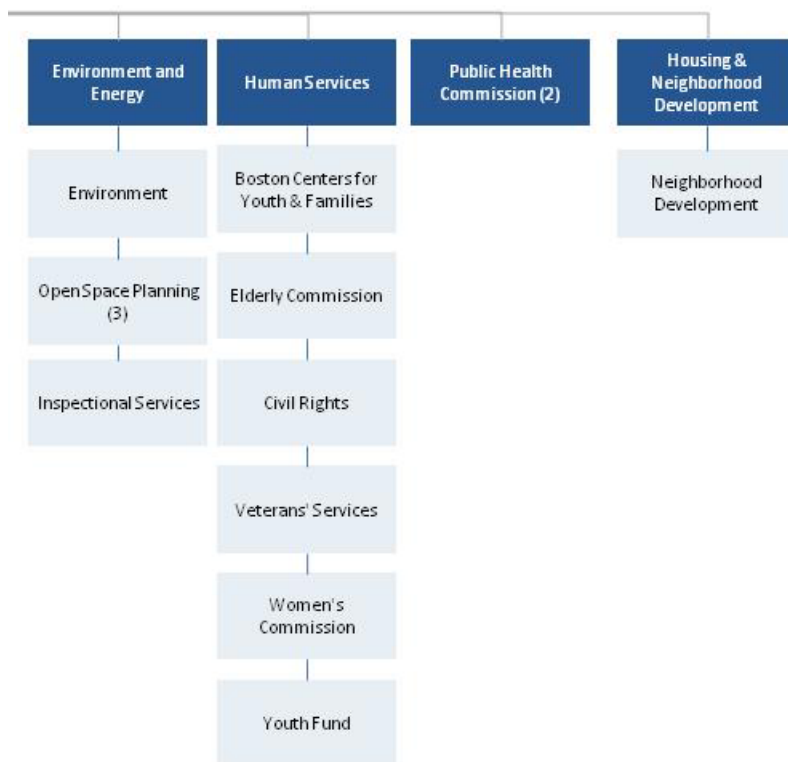 Environment and
Energy
Environment
Open Space Planning
(3)
Inspectional Services
Human Services
Boston Centers for
Youth & Families
Elderly Commission
Civil Rights
Veterans' Services
Women's
Commission
Youth Fund
Public Health
Commission (2)
Housing &
Neighborhood
Development
Neighborhood
Development